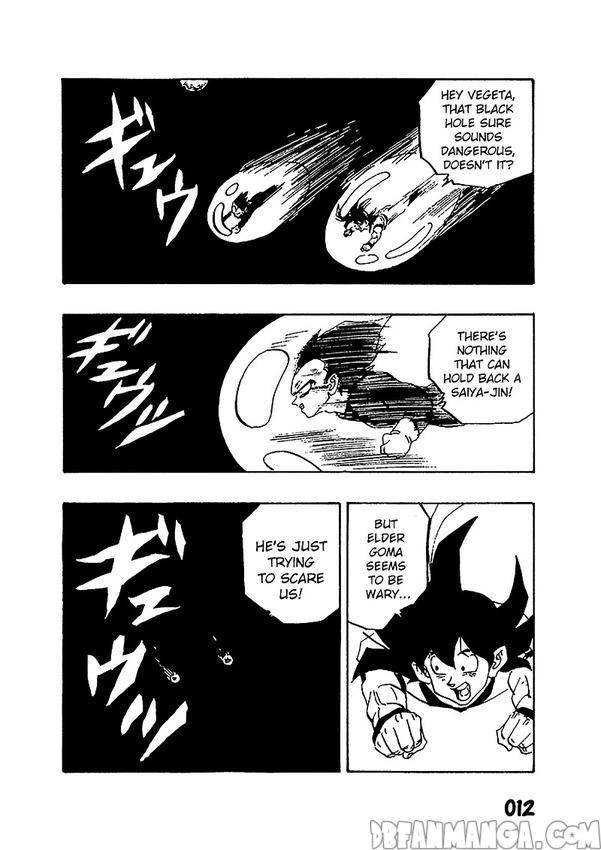 HEY VEGETA,
THAT BLACK
HOLE SURE
SOUNDS
DANGEROUS,
DOESN'T IT?
ギュウ
THERE'S
NOTHING
THAT CAN
HOLD BACK A
SAIYA-JIN!
ギュウッ
BUT
ELDER
GOMA
SEEMS
TO BE
WARY...
HE'S JUST
TRYING
TO SCARE
US!
ギュウッ
012
DBFANMANGA.COM